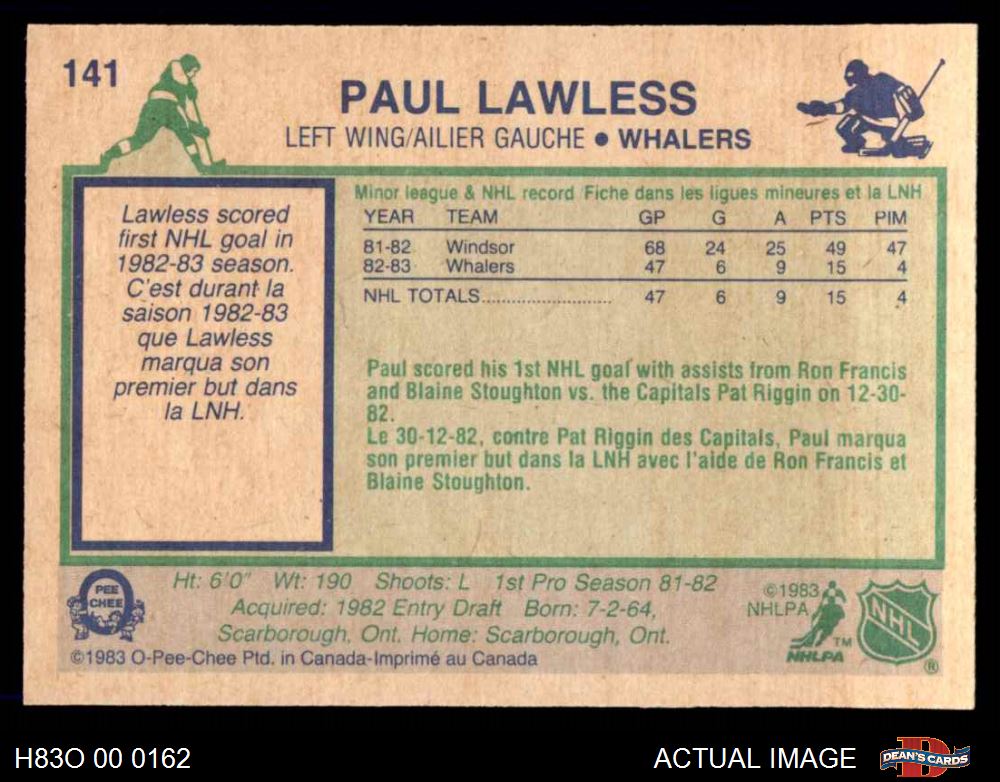 141
PAUL LAWLESS
LEFT WING/AILIER GAUCHE • WHALERS
Lawless scored
first NHL goal in
1982-83 season.
C'est durant la
saison 1982-83
que Lawless
marqua son
premier but dans
la LNH.
Minor league & NHL record Fiche dans les ligues mineures et la LNH
YEAR TEAM GP G A PTS PIM
81-82 Windsor 68 24 25 49 47
82-83 Whalers 47 6 9 15 4
NHL TOTALS............................ 47 6 9 15 4
Paul scored his 1st NHL goal with assists from Ron Francis
and Blaine Stoughton vs. the Capitals Pat Riggin on 12-30-
82.
Le 30-12-82, contre Pat Riggin des Capitals, Paul marqua
son premier but dans la LNH avec l'aide de Ron Francis et
Blaine Stoughton.
O
PEE
CHEE
Ht: 6'0" Wt: 190 Shoots: L 1st Pro Season 81-82
Acquired: 1982 Entry Draft Born: 7-2-64,
Scarborough, Ont. Home: Scarborough, Ont.
©1983 O-Pee-Chee Ptd. in Canada-Imprimé au Canada
©1983
NHLPA
TM
NHLPA
NHL
®
H83O 00 0162
ACTUAL IMAGE
DEAN'S CARDS